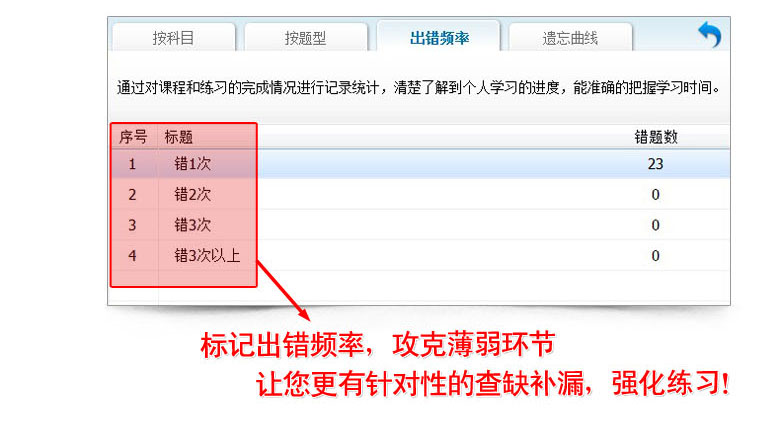 按科目 按题型 出错频率 遗忘曲线
通过对课程和练习的完成情况进行记录统计，清楚了解到个人学习的进度，能准确的把握学习时间。
序号 标题 错题数
1 错1次 23
2 错2次 0
3 错3次 0
4 错3次以上 0
标记出错频率，攻克薄弱环节
让您更有针对性的查缺补漏，强化练习!